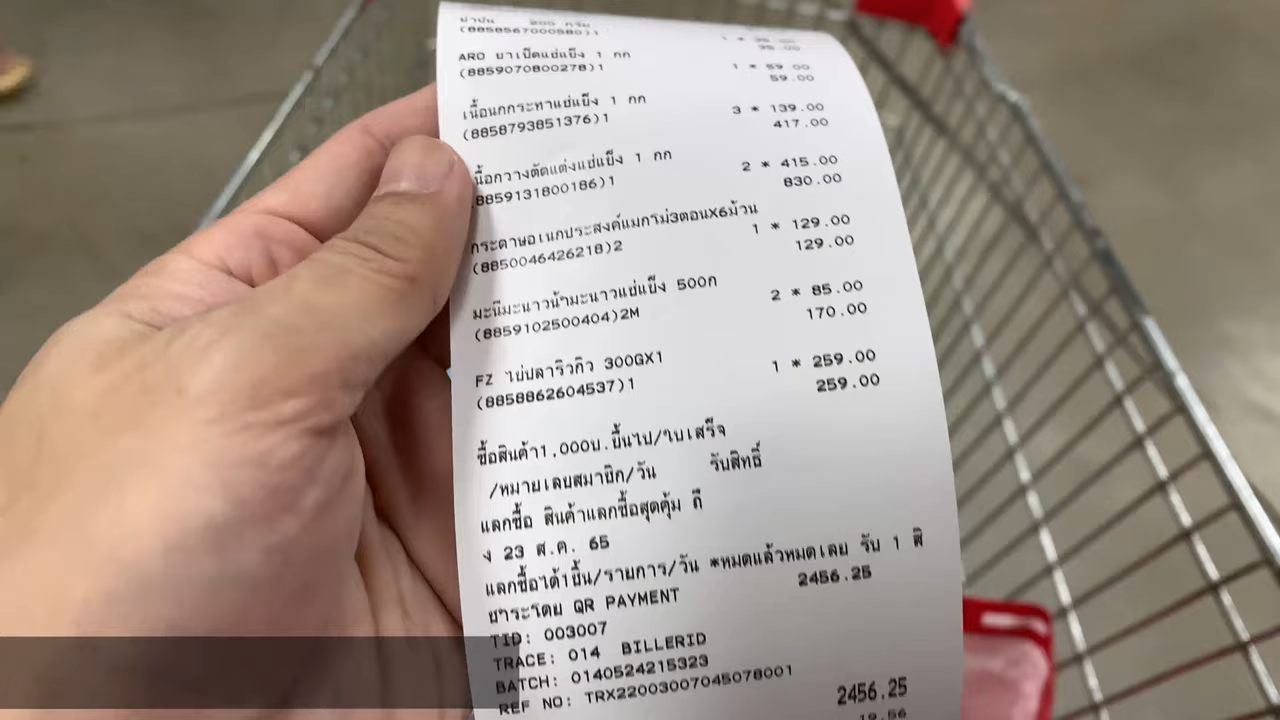 (8858567000580)1
ARO ขาเป็ดแช่แข็ง 1 กก
1 * 59.00
(8859070800278)1
59.00
เนื้อนกกระทาแช่แข็ง 1 กก
3 * 139.00
(8858793851376)1
417.00
เนื้อกวางตัดแต่งแช่แข็ง 1 กก
2 * 415.00
8859131800186)1
830.00
กระดาษอเนกประสงค์แมกิโม่3ตอนX6ม้วน
1 * 129.00
(8850046426218)2
129.00
มะนีมะนาวน้ำมะนาวแช่แข็ง 500ก
2 * 85.00
(8859102500404)2M
170.00
FZ ไข่ปลาริวกิว 300GX1
1 * 259.00
(8858862604537)1
259.00
ซื้อสินค้า1,000บ.ขึ้นไป/ใบเสร็จ
/หมายเลขสมาชิก/วัน รับสิทธิ์
แลกซื้อ สินค้าแลกซื้อสุดคุ้ม ถึ
ง 23 ส.ค. 65
แลกซื้อได้1ชิ้น/รายการ/วัน *หมดแล้วหมดเลย รับ 1 สิ
ชำระโดย QR PAYMENT 2456.25
TID: 003007
TRACE: 014 BILLERID
BATCH: 0140524215323
REF NO: TRX22003007045078001
2456.25
19.56